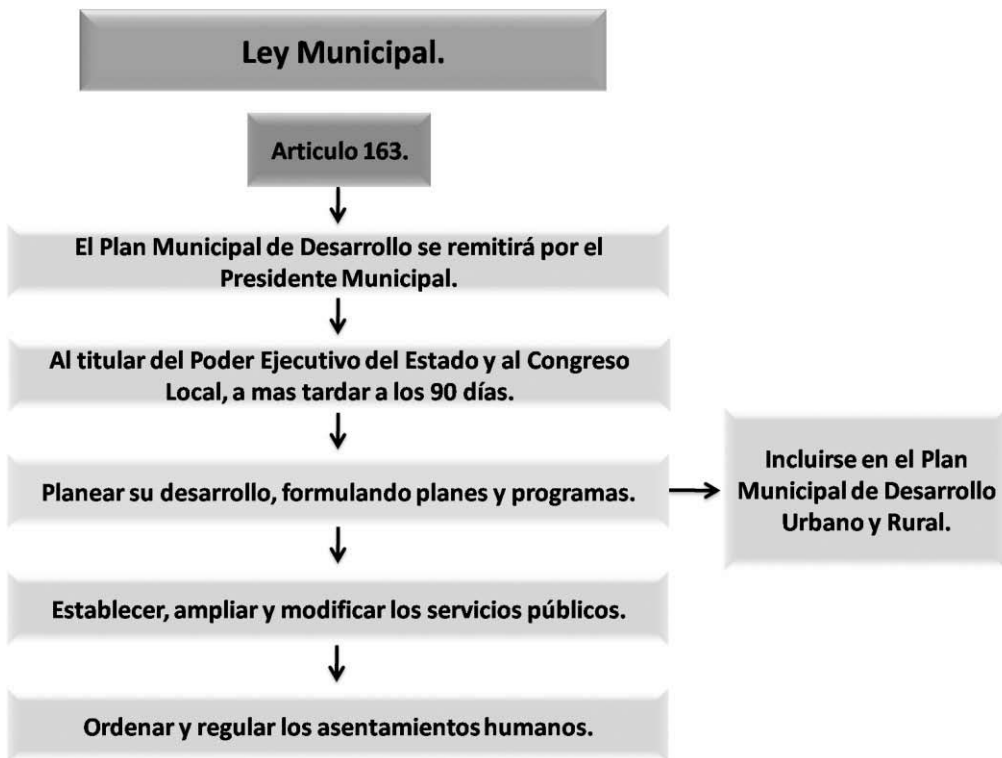 Ley Municipal.
Articulo 163.
El Plan Municipal de Desarrollo se remitirá por el
Presidente Municipal.
Al titular del Poder Ejecutivo del Estado y al Congreso
Local, a mas tardar a los 90 días.
Planear su desarrollo, formulando planes y programas.
Incluirse en el Plan
Municipal de Desarrollo
Urbano y Rural.
Establecer, ampliar y modificar los servicios públicos.
Ordenar y regular los asentamientos humanos.